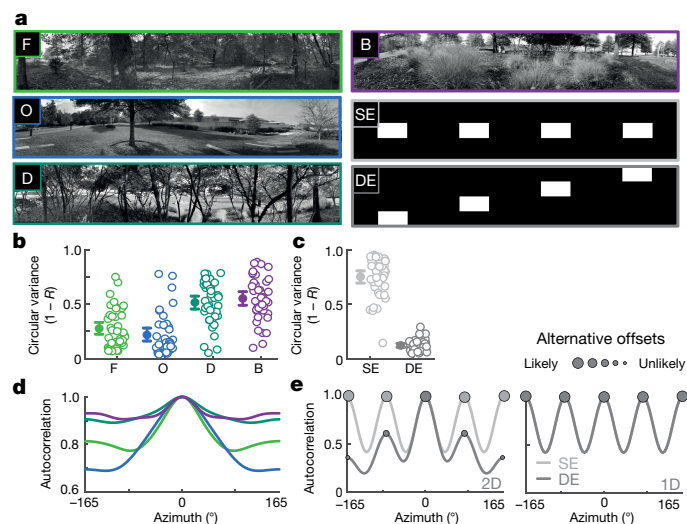 a
F
B
O
SE
D
DE
b
c
1.0
0.5
0
Circular variance
(1 – R)
F
O
D
B
1.0
0.5
0
Circular variance
(1 – R)
SE
DE
Alternative offsets
Likely
Unlikely
d
e
1.0
0.8
0.6
Autocorrelation
–165
0
165
Azimuth (°)
1.0
0.5
0
Autocorrelation
2D
–165
0
165
Azimuth (°)
SE
DE
1D
–165
0
165
Azimuth (°)